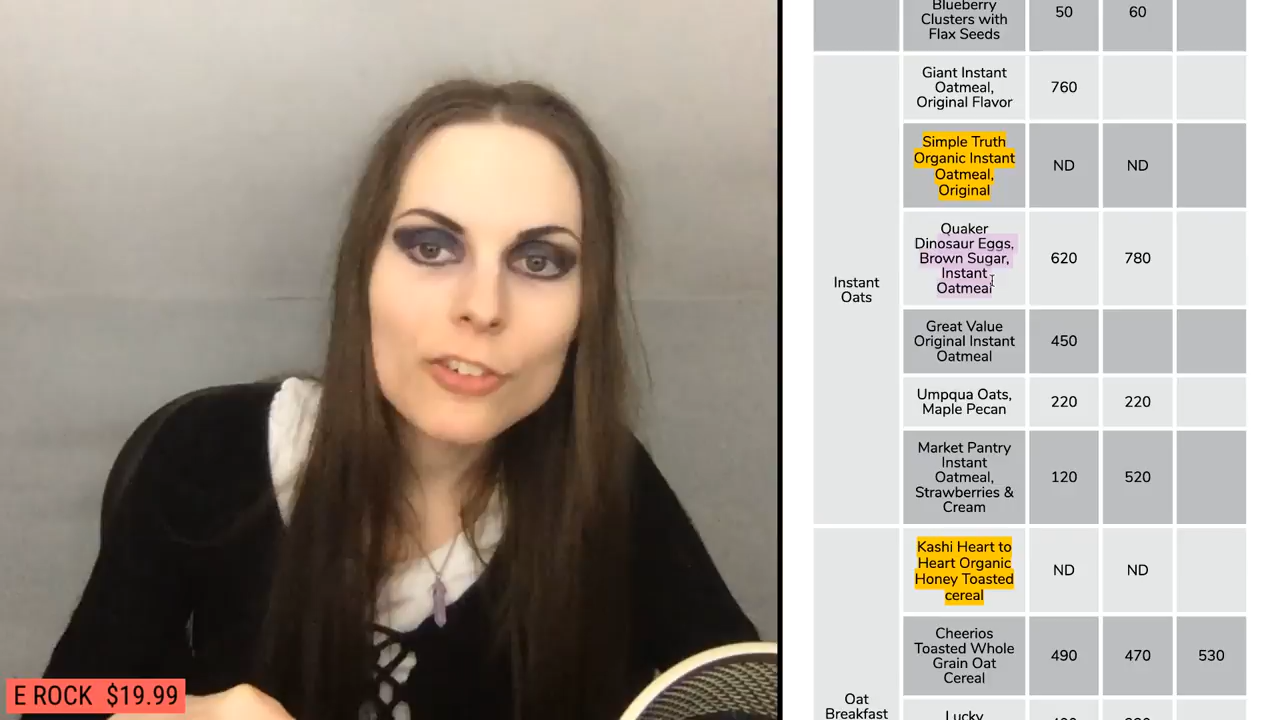 Blueberry
Clusters with
Flax Seeds
50
60
Instant
Oats
Giant Instant
Oatmeal,
Original Flavor
760
Simple Truth
Organic Instant
Oatmeal,
Original
ND
ND
Quaker
Dinosaur Eggs,
Brown Sugar,
Instant
Oatmeal
620
780
Great Value
Original Instant
Oatmeal
450
Umpqua Oats,
Maple Pecan
220
220
Market Pantry
Instant
Oatmeal,
Strawberries &
Cream
120
520
Oat
Breakfast
Kashi Heart to
Heart Organic
Honey Toasted
cereal
ND
ND
Cheerios
Toasted Whole
Grain Oat
Cereal
490
470
530
Lucky
E ROCK $19.99